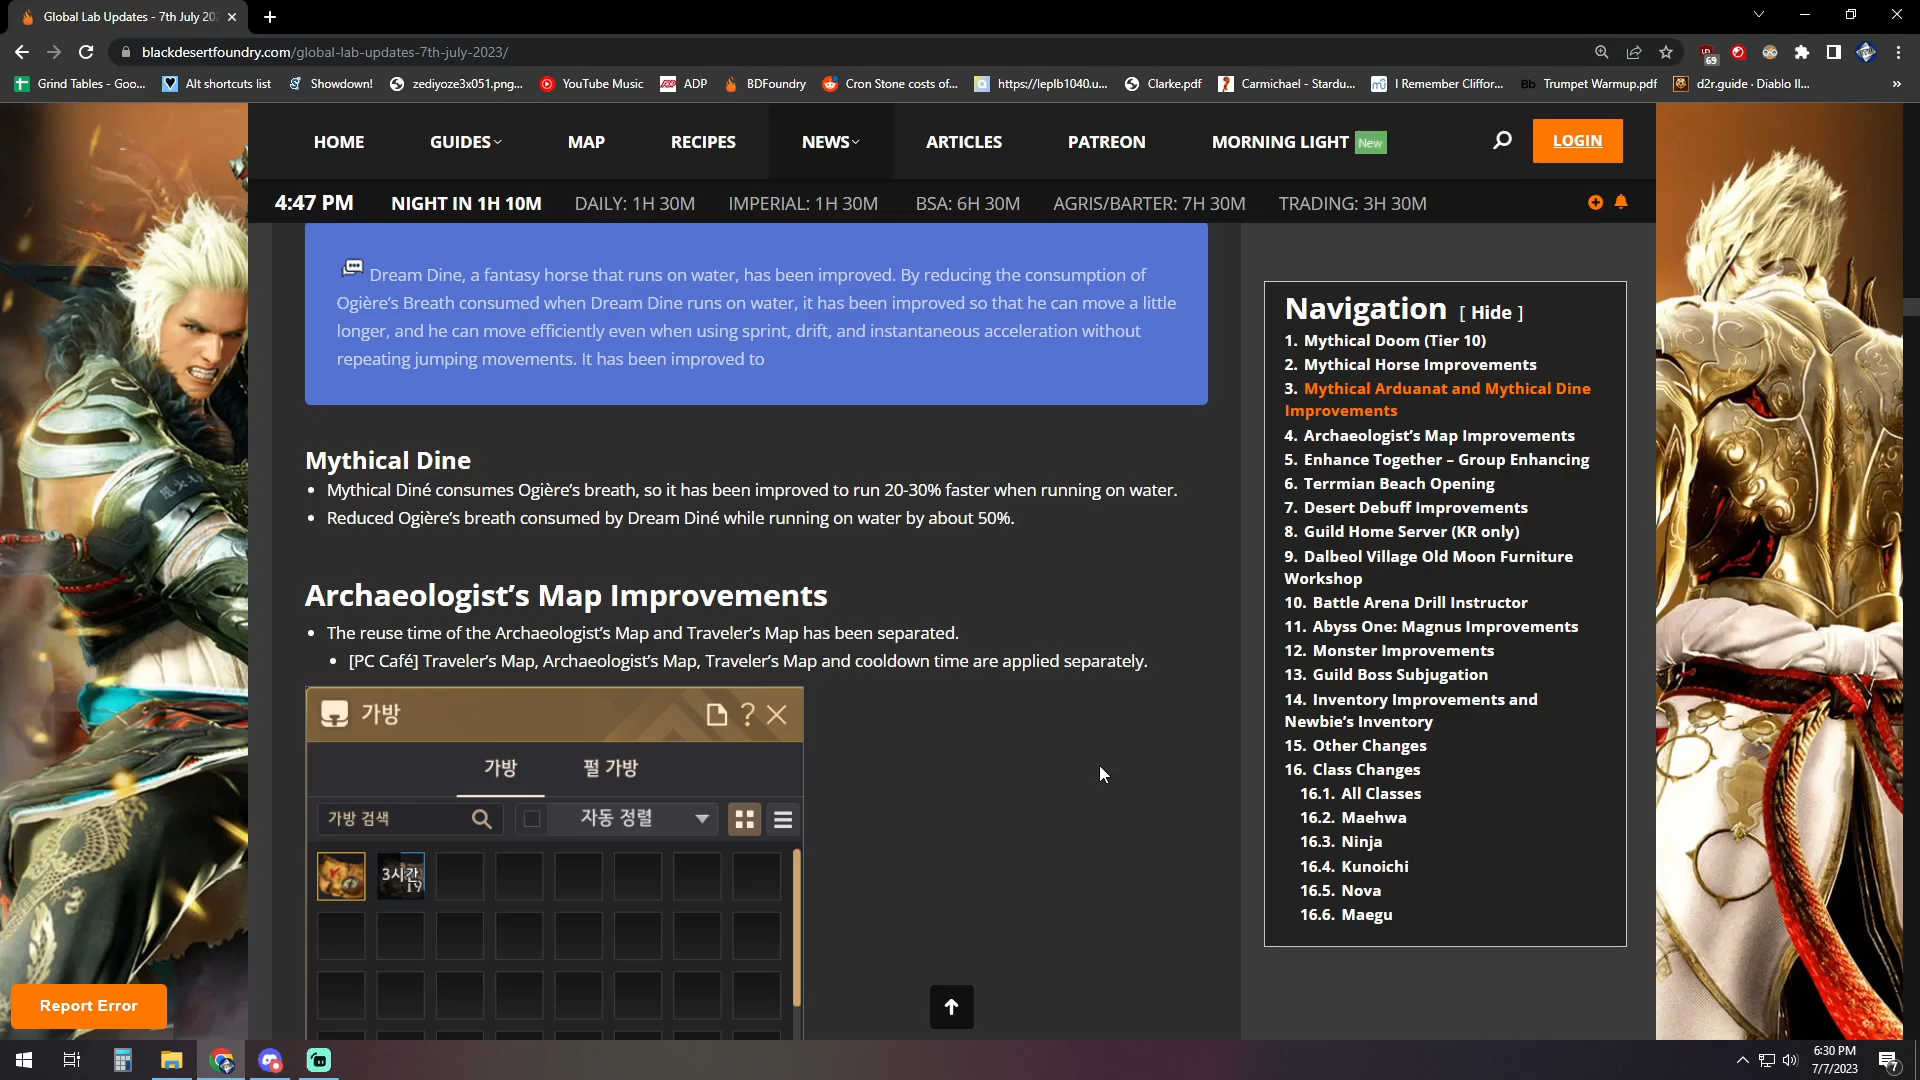 Global Lab Updates - 7th July 202
blackdesertfoundry.com/global-lab-updates-7th-july-2023/
69
Grind Tables - Goo...
Alt shortcuts list
Showdown!
zediyoze3x051.png...
YouTube Music
ADP
BDFoundry
Cron Stone costs of...
https://leplb1040.u...
Clarke.pdf
Carmichael - Stardu...
I Remember Cliffor...
Bb Trumpet Warmup.pdf
d2r.guide · Diablo II...
»
HOME
GUIDES
MAP
RECIPES
NEWS
ARTICLES
PATREON
MORNING LIGHT New
LOGIN
4:47 PM
NIGHT IN 1H 10M
DAILY: 1H 30M
IMPERIAL: 1H 30M
BSA: 6H 30M
AGRIS/BARTER: 7H 30M
TRADING: 3H 30M
Dream Dine, a fantasy horse that runs on water, has been improved. By reducing the consumption of
Ogière's Breath consumed when Dream Dine runs on water, it has been improved so that he can move a little
longer, and he can move efficiently even when using sprint, drift, and instantaneous acceleration without
repeating jumping movements. It has been improved to
Mythical Dine
• Mythical Diné consumes Ogière's breath, so it has been improved to run 20-30% faster when running on water.
• Reduced Ogière's breath consumed by Dream Diné while running on water by about 50%.
Archaeologist's Map Improvements
• The reuse time of the Archaeologist's Map and Traveler's Map has been separated.
• [PC Café] Traveler's Map, Archaeologist's Map, Traveler's Map and cooldown time are applied separately.
가방
?
가방
펄 가방
가방 검색
자동 정렬
3시간
19
Navigation [ Hide ]
1. Mythical Doom (Tier 10)
2. Mythical Horse Improvements
3. Mythical Arduanat and Mythical Dine
Improvements
4. Archaeologist's Map Improvements
5. Enhance Together – Group Enhancing
6. Terrmian Beach Opening
7. Desert Debuff Improvements
8. Guild Home Server (KR only)
9. Dalbeol Village Old Moon Furniture
Workshop
10. Battle Arena Drill Instructor
11. Abyss One: Magnus Improvements
12. Monster Improvements
13. Guild Boss Subjugation
14. Inventory Improvements and
Newbie's Inventory
15. Other Changes
16. Class Changes
16.1. All Classes
16.2. Maehwa
16.3. Ninja
16.4. Kunoichi
16.5. Nova
16.6. Maegu
Report Error
6:30 PM
7/7/2023
7